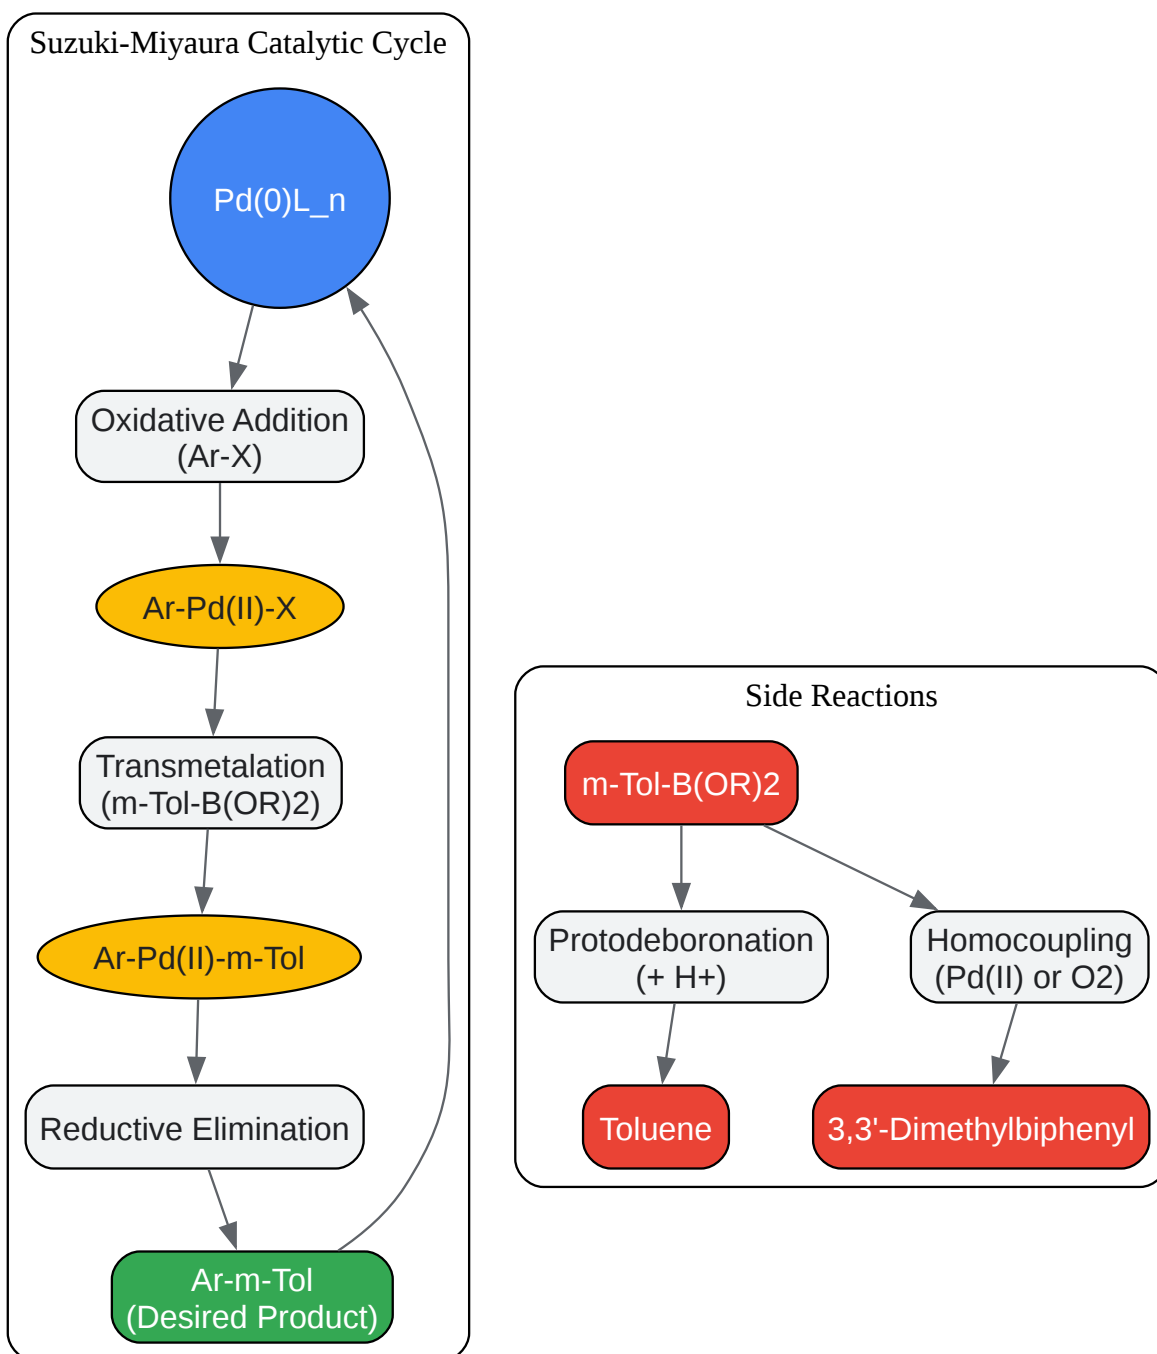 Suzuki-Miyaura Catalytic Cycle
Pd(0)L_n
Oxidative Addition
(Ar-X)
Ar-Pd(II)-X
Transmetalation
(m-Tol-B(OR)2)
Ar-Pd(II)-m-Tol
Reductive Elimination
Ar-m-Tol
(Desired Product)
Side Reactions
m-Tol-B(OR)2
Protodeboronation
(+ H+)
Homocoupling
(Pd(II) or O2)
Toluene
3,3'-Dimethylbiphenyl